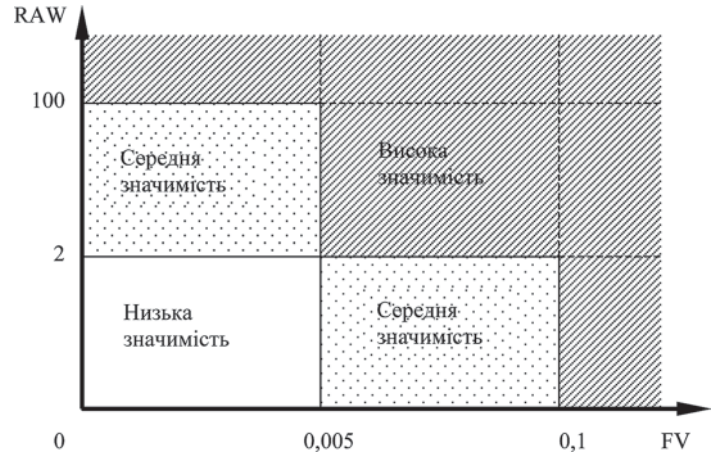 RAW
100
Середня
значимість
Висока
значимість
2
Низька
значимість
Середня
значимість
0
0,005
0,1
FV